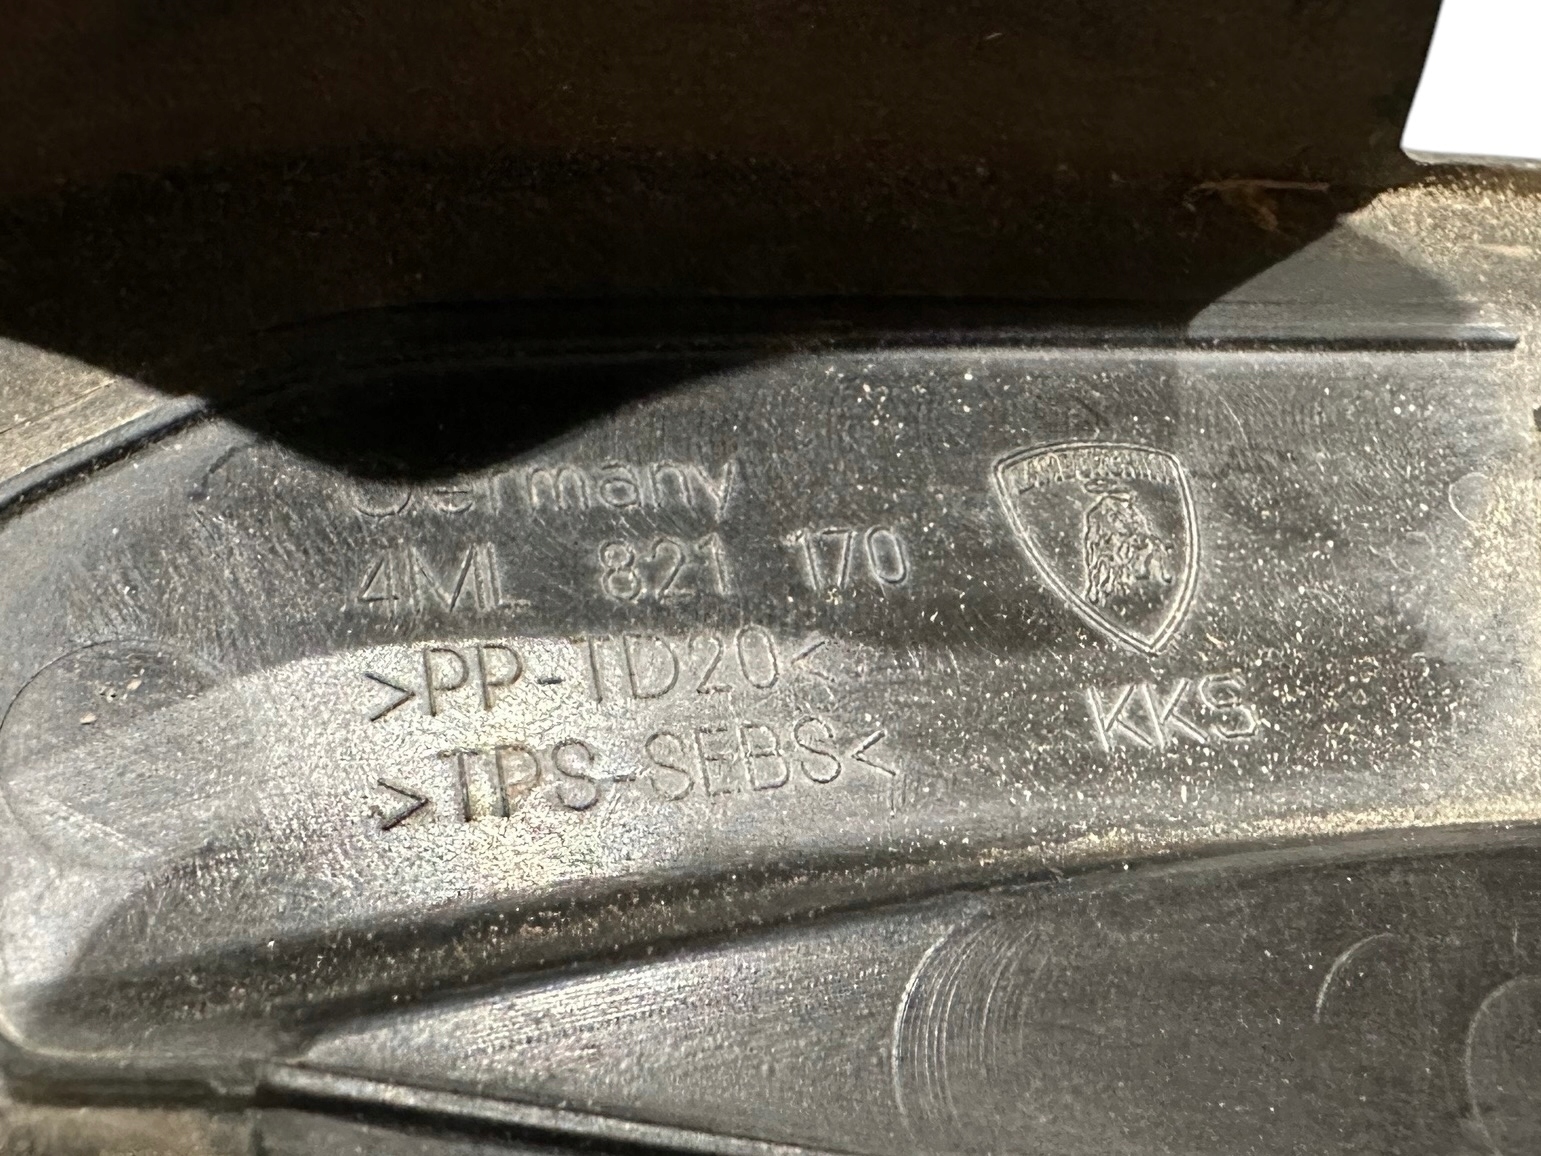 Germany
4ML 821 170
>PP-TD20<
>TPS-SEBS<
KKS